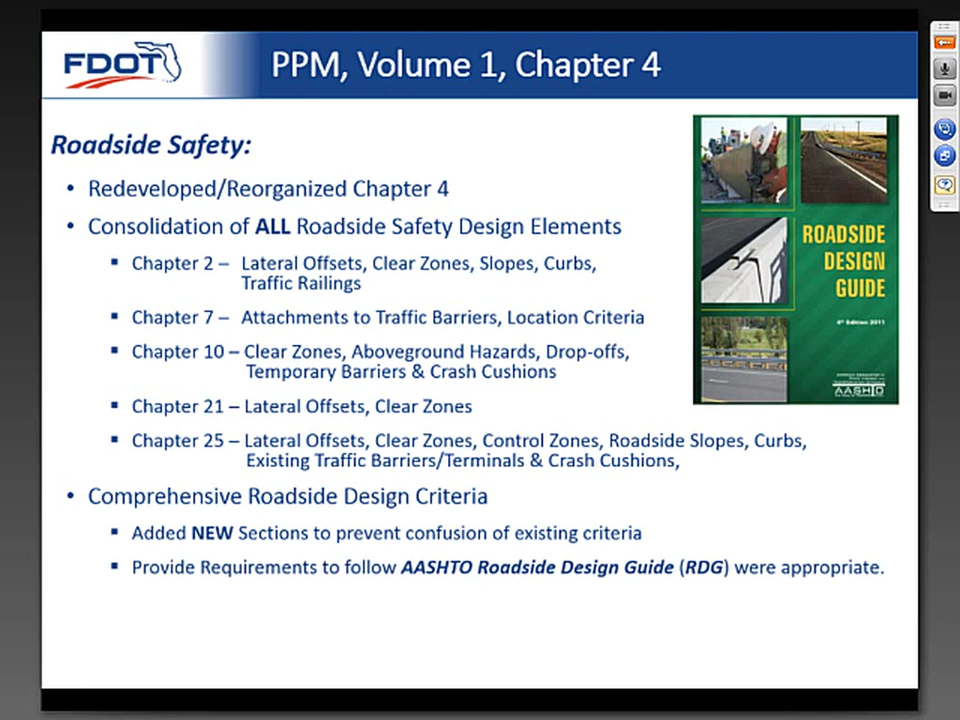 FDOT
PPM, Volume 1, Chapter 4
Roadside Safety:
• Redeveloped/Reorganized Chapter 4
• Consolidation of ALL Roadside Safety Design Elements
▪ Chapter 2 – Lateral Offsets, Clear Zones, Slopes, Curbs,
Traffic Railings
▪ Chapter 7 – Attachments to Traffic Barriers, Location Criteria
▪ Chapter 10 – Clear Zones, Aboveground Hazards, Drop-offs,
Temporary Barriers & Crash Cushions
▪ Chapter 21 – Lateral Offsets, Clear Zones
▪ Chapter 25 – Lateral Offsets, Clear Zones, Control Zones, Roadside Slopes, Curbs,
Existing Traffic Barriers/Terminals & Crash Cushions,
• Comprehensive Roadside Design Criteria
▪ Added NEW Sections to prevent confusion of existing criteria
▪ Provide Requirements to follow AASHTO Roadside Design Guide (RDG) were appropriate.
ROADSIDE
DESIGN
GUIDE
4th Edition 2011
AASHTO